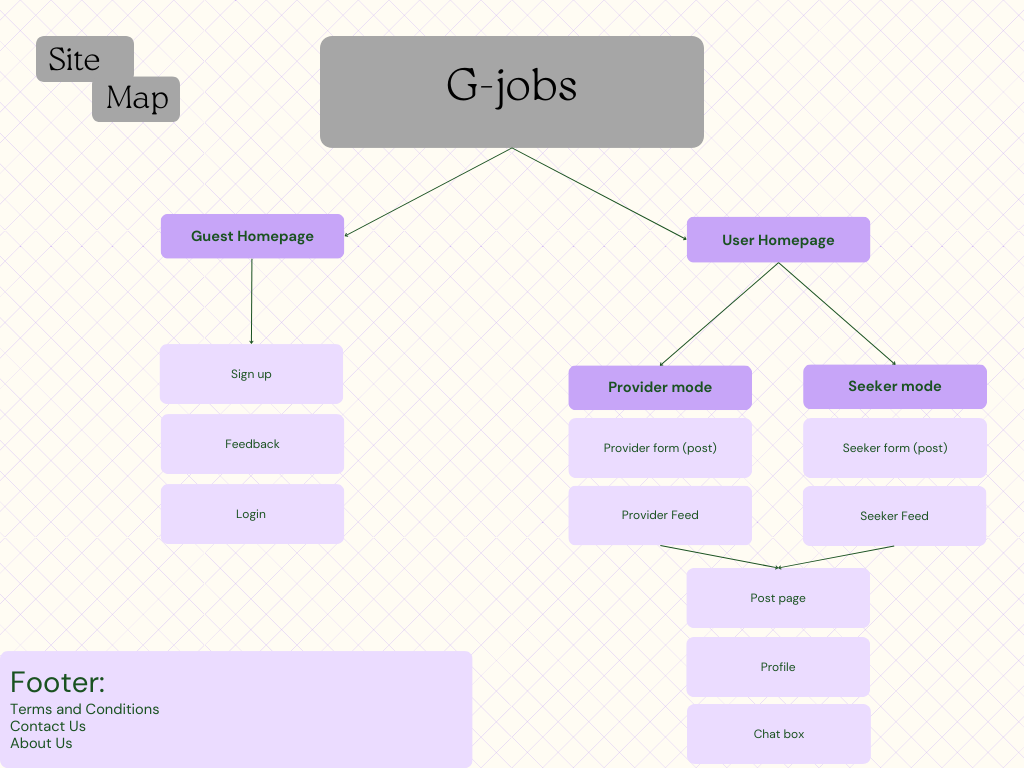 Site
Map
G-jobs
Guest Homepage
User Homepage
Sign up
Feedback
Login
Provider mode
Seeker mode
Provider form (post)
Seeker form (post)
Provider Feed
Seeker Feed
Post page
Profile
Chat box
Footer:
Terms and Conditions
Contact Us
About Us